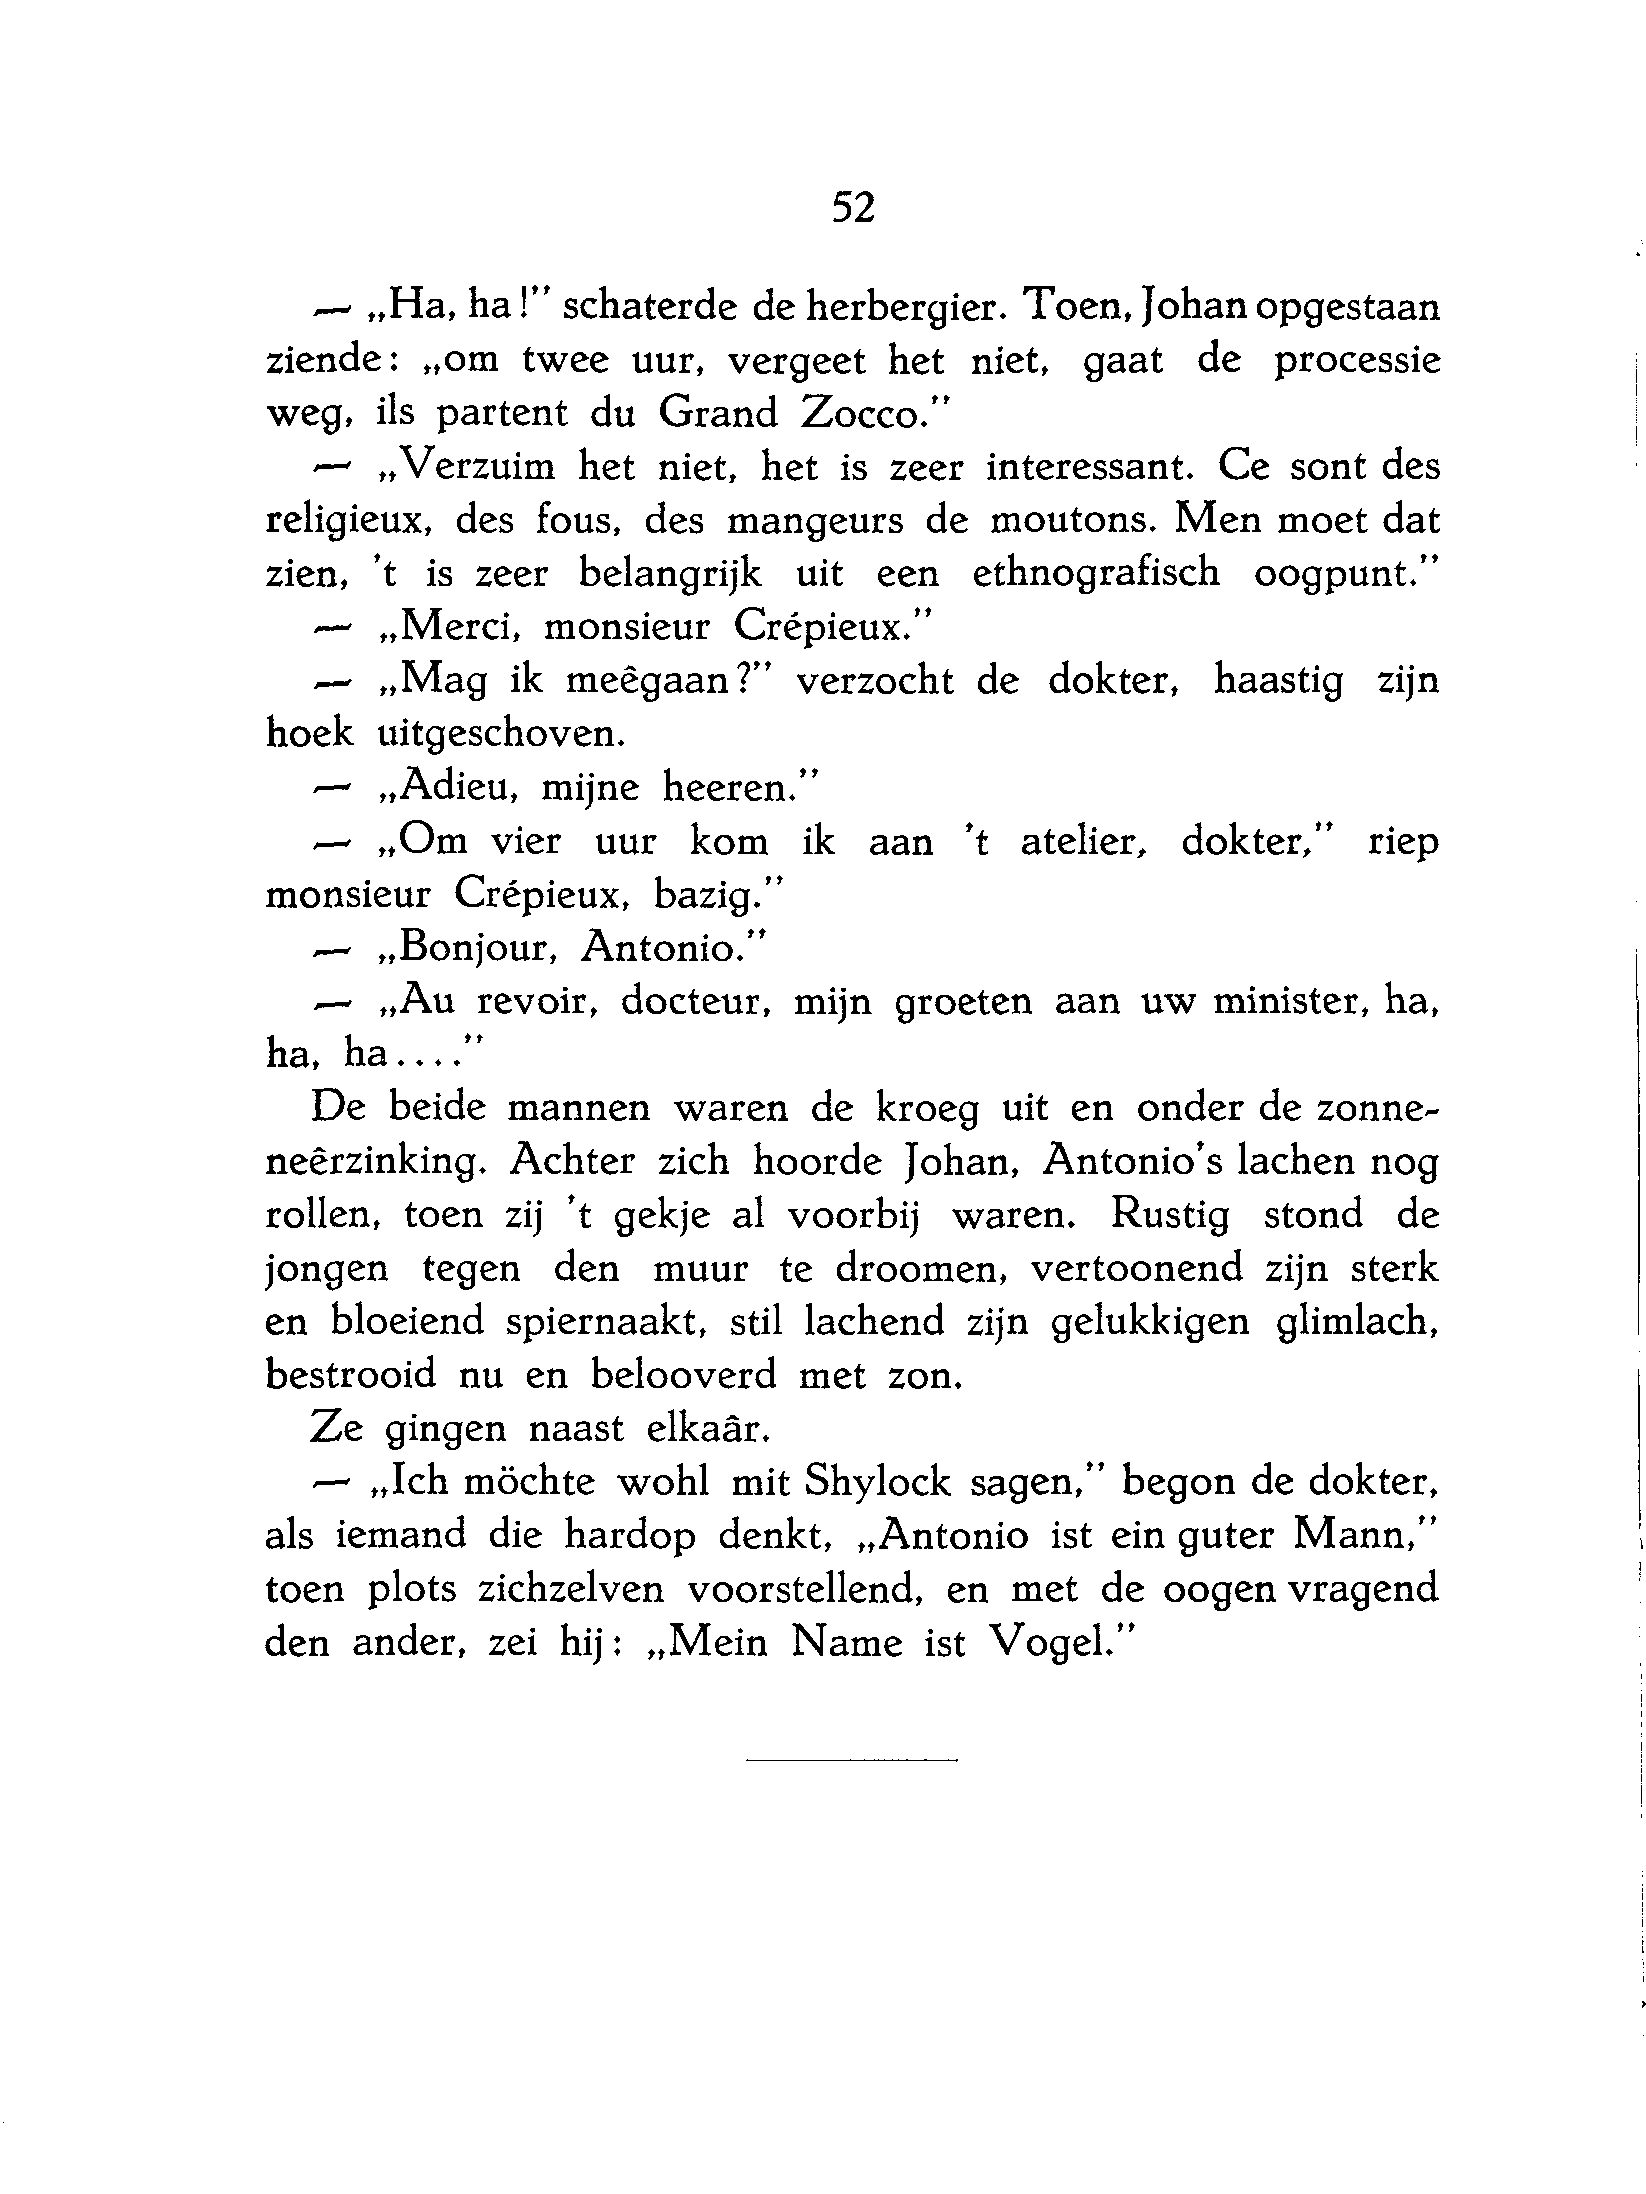 52
— „Ha, ha!” schaterde de herbergier. Toen, Johan opgestaan
ziende: „om twee uur, vergeet het niet, gaat de processie
weg, ils partent du Grand Zocco.”
— „Verzuim het niet, het is zeer interessant. Ce sont des
religieux, des fous, des mangeurs de moutons. Men moet dat
zien, 't is zeer belangrijk uit een ethnografisch oogpunt.”
— „Merci, monsieur Crépieux.”
— „Mag ik meêgaan?” verzocht de dokter, haastig zijn
hoek uitgeschoven.
— „Adieu, mijne heeren.”
— „Om vier uur kom ik aan 't atelier, dokter,” riep
monsieur Crépieux, bazig.”
— „Bonjour, Antonio.”
— „Au revoir, docteur, mijn groeten aan uw minister, ha,
ha, ha....”
De beide mannen waren de kroeg uit en onder de zonne-
neêrzinking. Achter zich hoorde Johan, Antonio's lachen nog
rollen, toen zij 't gekje al voorbij waren. Rustig stond de
jongen tegen den muur te droomen, vertoonend zijn sterk
en bloeiend spiernaakt, stil lachend zijn gelukkigen glimlach,
bestrooid nu en belooverd met zon.
Ze gingen naast elkaâr.
— „Ich möchte wohl mit Shylock sagen,” begon de dokter,
als iemand die hardop denkt, „Antonio ist ein guter Mann,”
toen plots zichzelven voorstellend, en met de oogen vragend
den ander, zei hij: „Mein Name ist Vogel.”